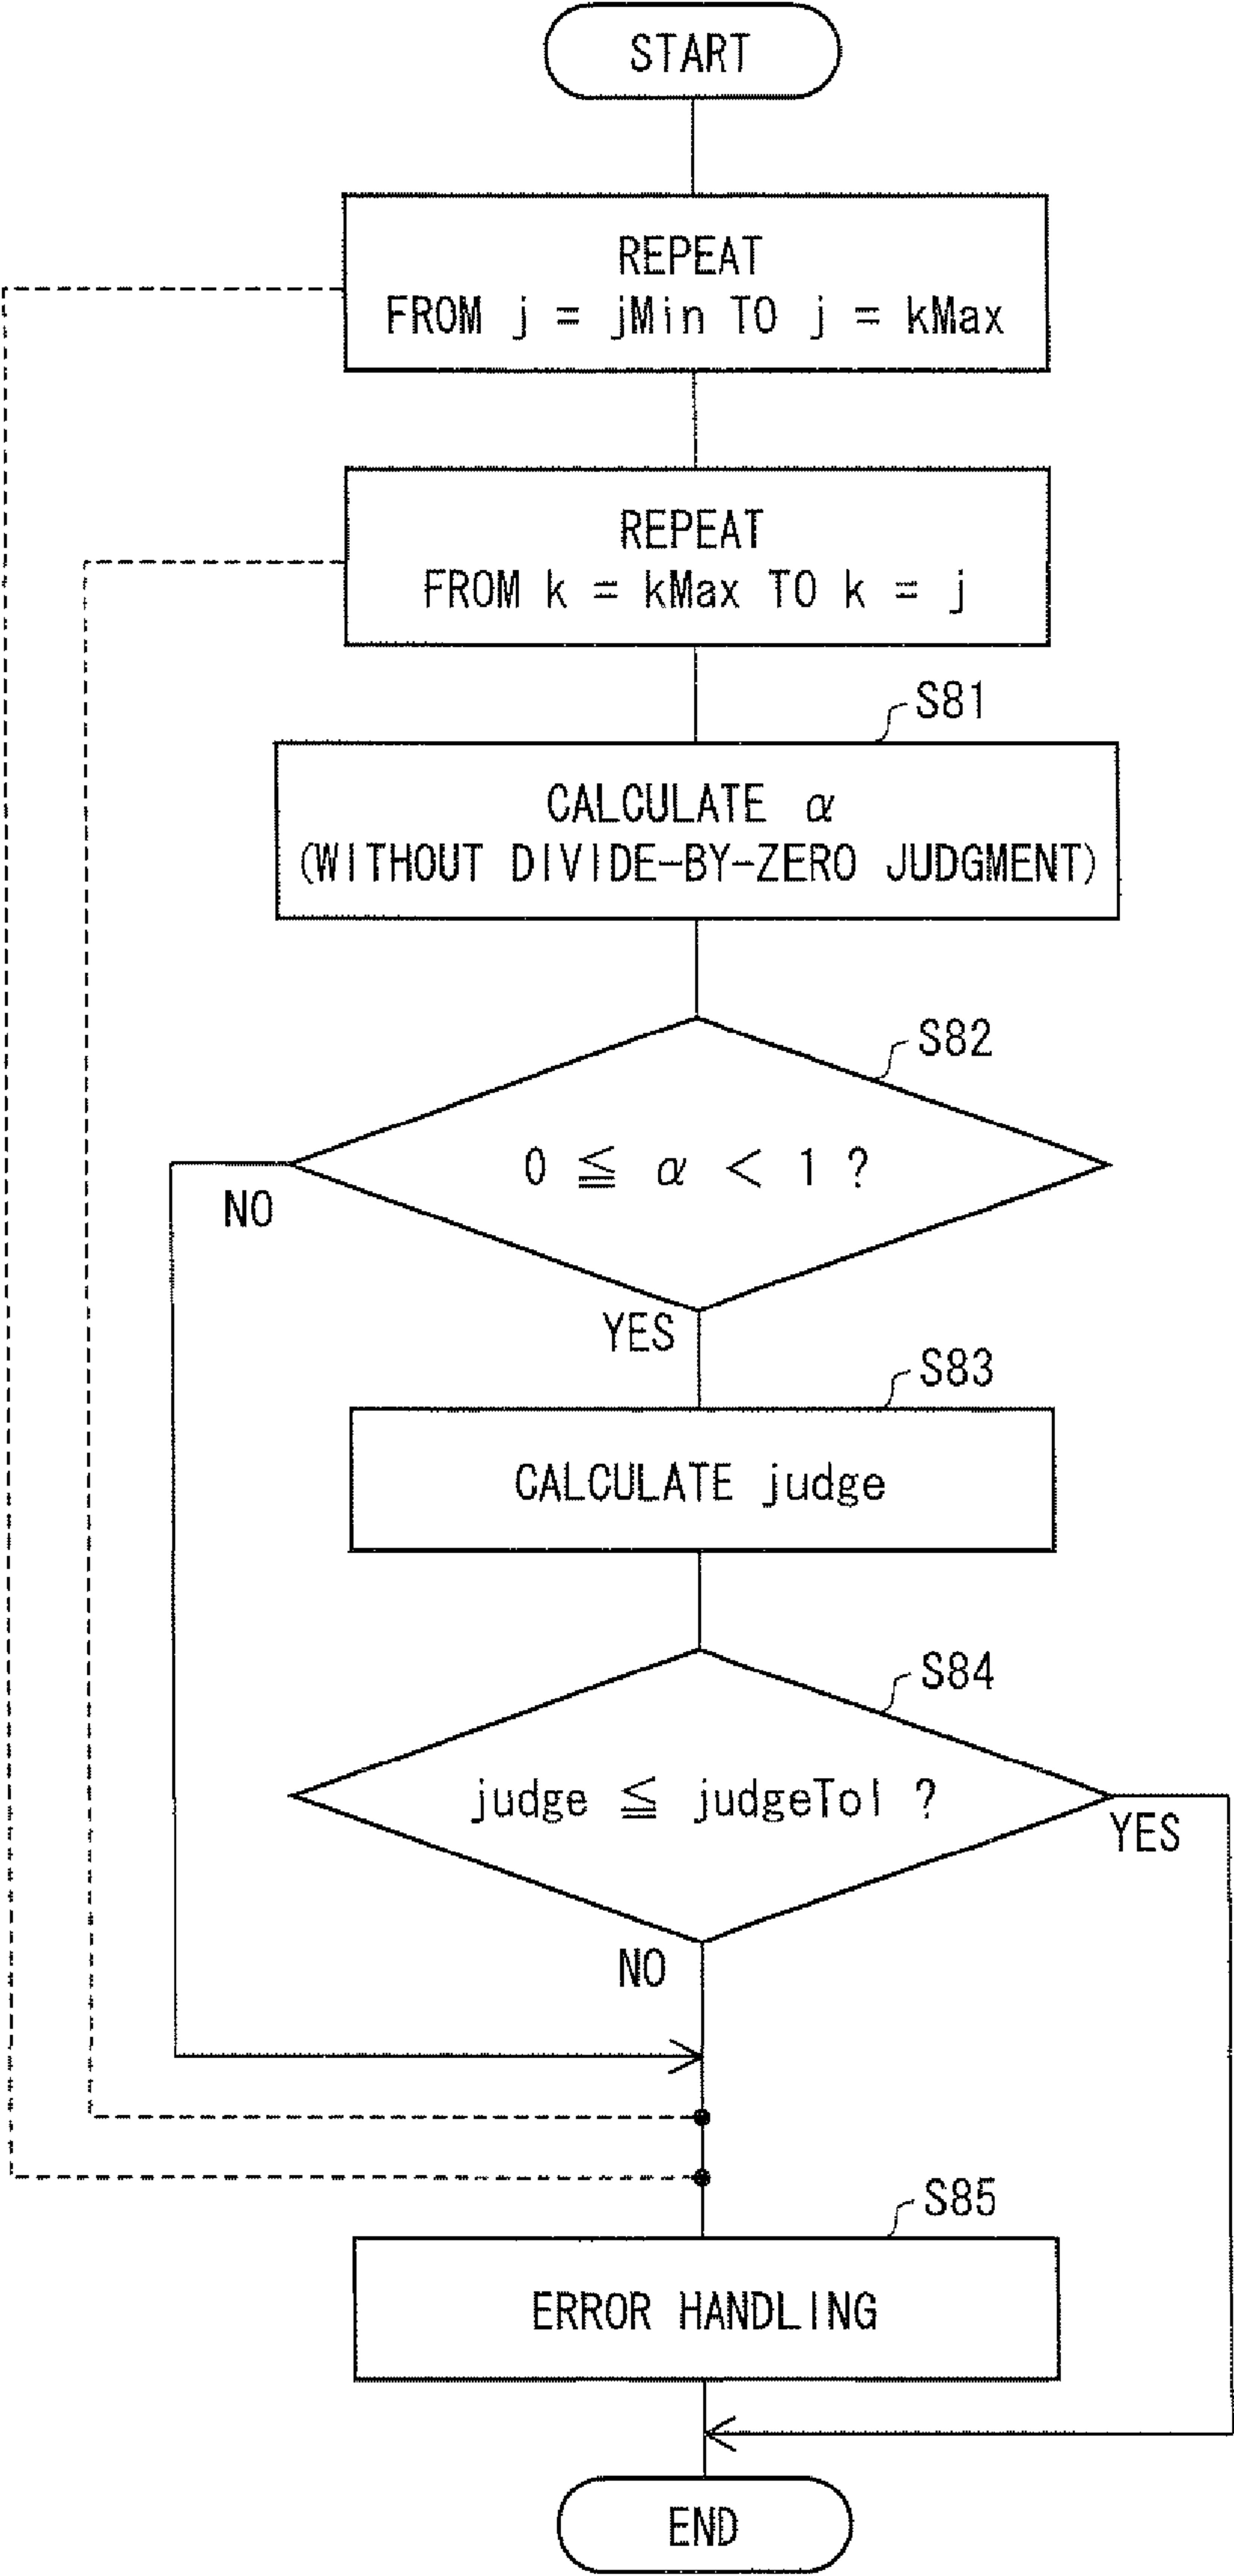 START
REPEAT
FROM j = jMin TO j = kMax
REPEAT
FROM k = kMax TO k = j
S81
CALCULATE α
(WITHOUT DIVIDE-BY-ZERO JUDGMENT)
S82
0 ≦ α < 1 ?
NO
YES
S83
CALCULATE judge
S84
judge ≦ judgeTol ?
YES
NO
S85
ERROR HANDLING
END